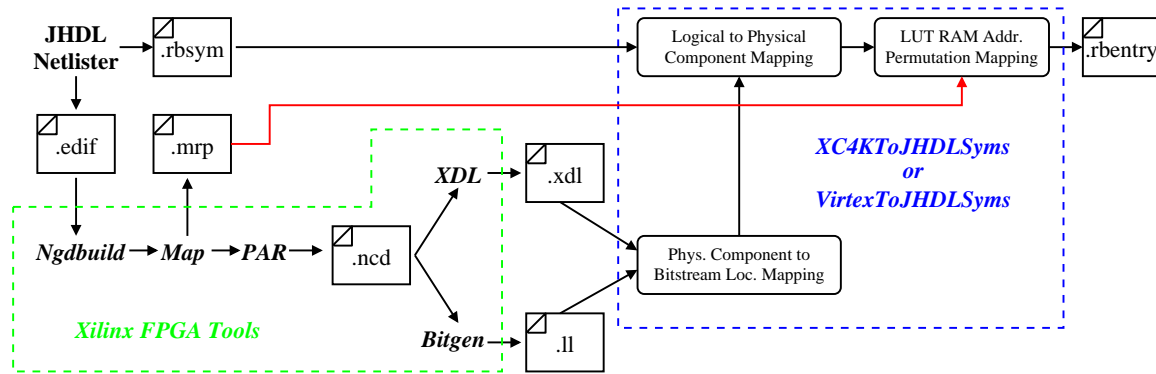 JHDL
Netlister
.rbsym
Logical to Physical
Component Mapping
LUT RAM Addr.
Permutation Mapping
.rbentry
.edif
.mrp
XC4KToJHDLSyms
or
VirtexToJHDLSyms
XDL
.xdl
Ngdbuild
Map
PAR
.ncd
Phys. Component to
Bitstream Loc. Mapping
Xilinx FPGA Tools
Bitgen
.ll